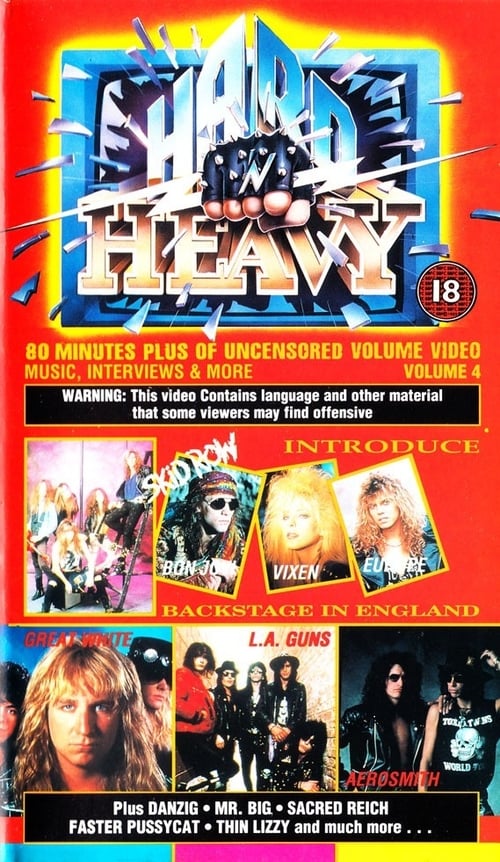 HARD
N
HEAVY
18
80 MINUTES PLUS OF UNCENSORED VOLUME VIDEO
MUSIC, INTERVIEWS & MORE VOLUME 4
WARNING: This video Contains language and other material
that some viewers may find offensive
SKID ROW
INTRODUCE
BON JOVI
VIXEN
EUROPE
BACKSTAGE IN ENGLAND
GREAT WHITE
L.A. GUNS
AEROSMITH
WORLD
Plus DANZIG • MR. BIG • SACRED REICH
FASTER PUSSYCAT • THIN LIZZY and much more . . .